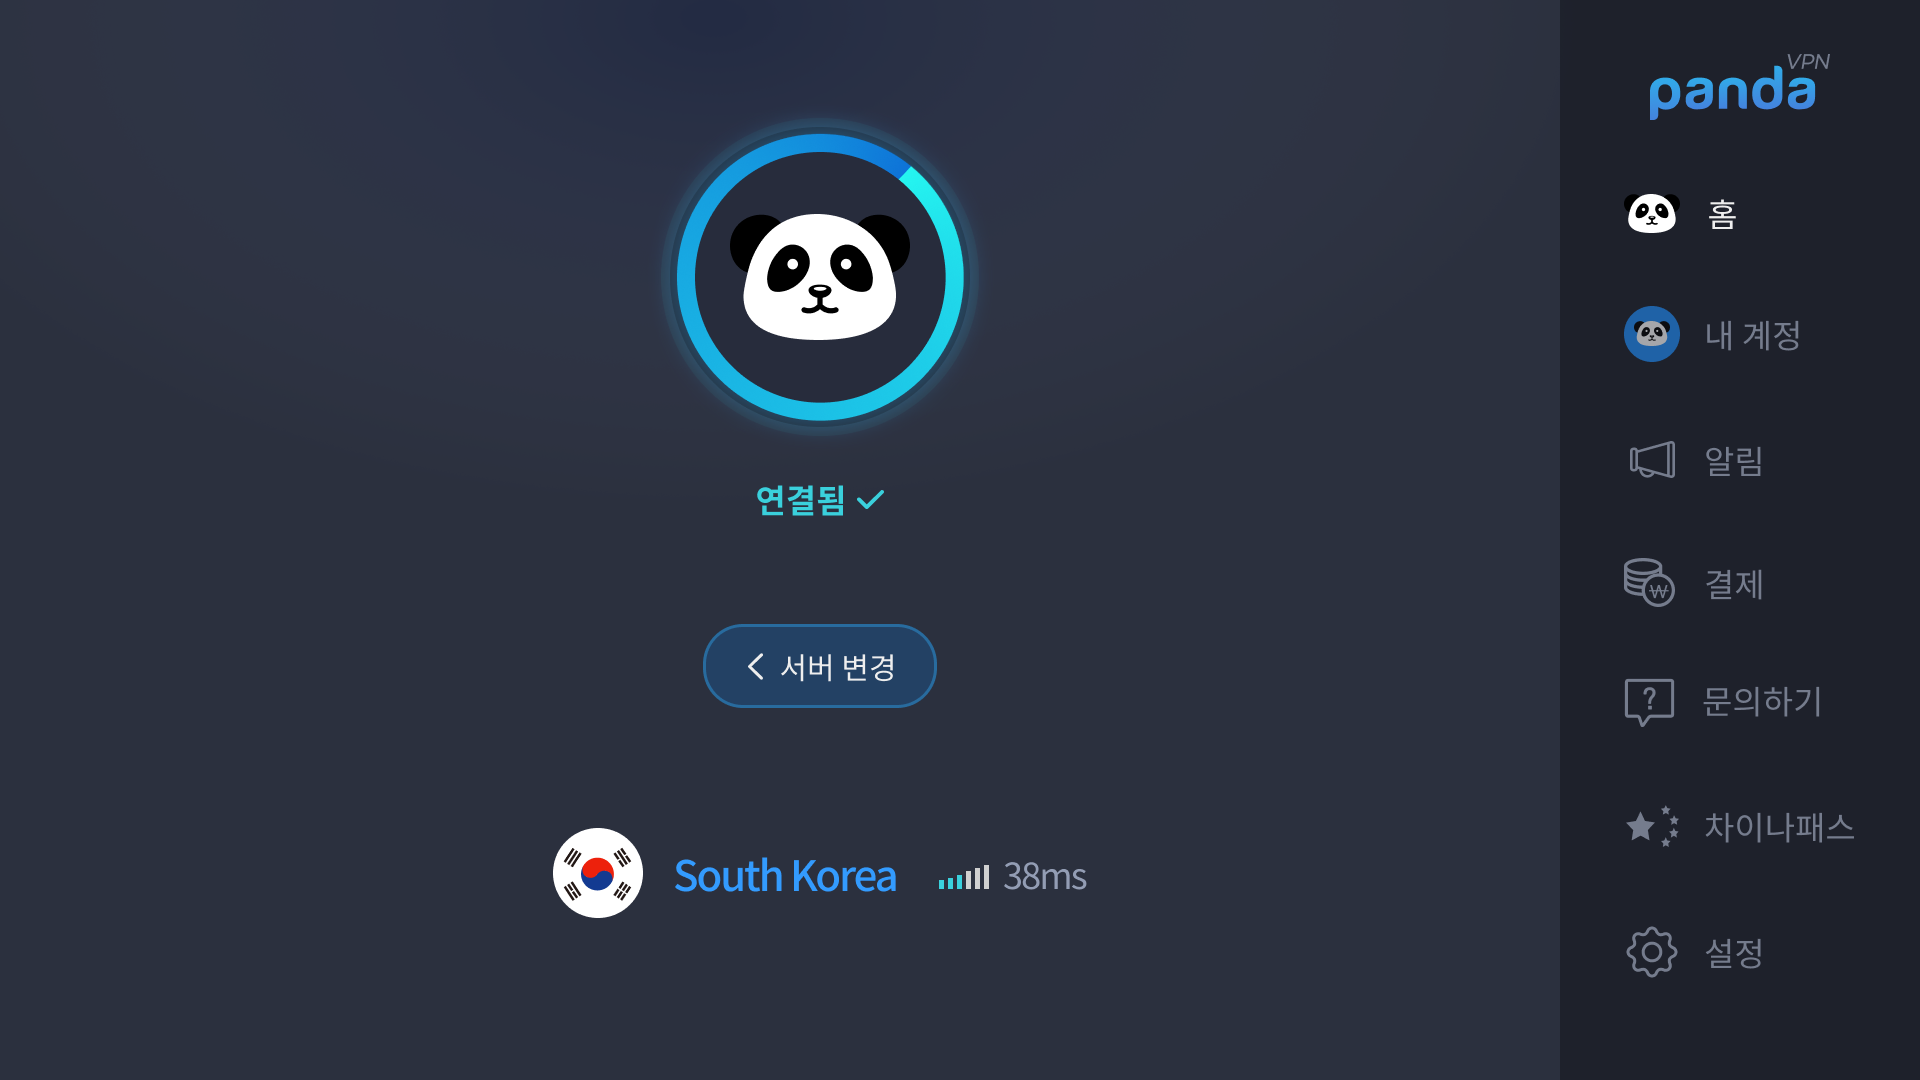 연결됨
서버 변경
South Korea
38ms
panda VPN
홈
내 계정
알림
결제
문의하기
차이나패스
설정